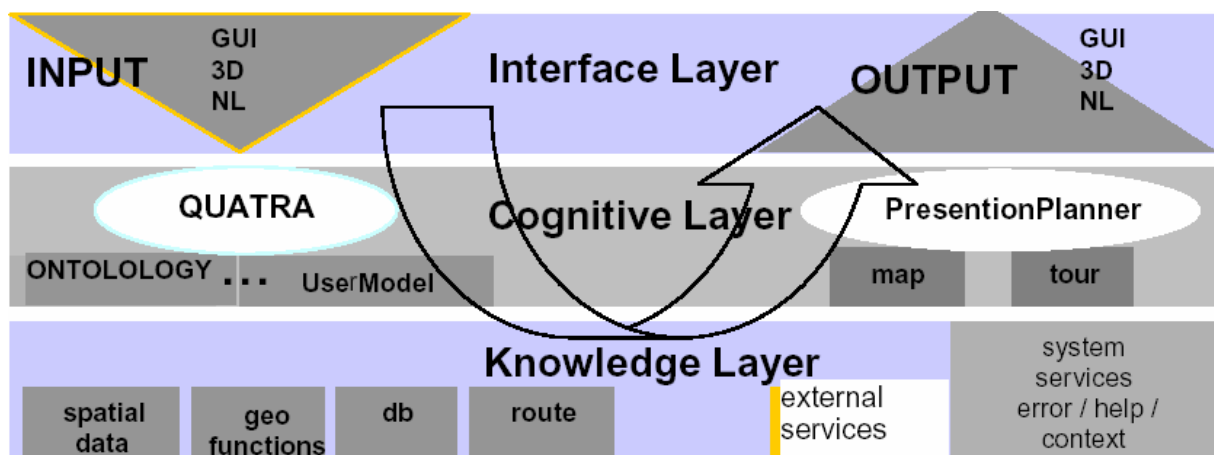 INPUT
GUI
3D
NL
Interface Layer
OUTPUT
GUI
3D
NL
QUATRA
Cognitive Layer
PresentionPlanner
ONTOLOLOGY
...
UserModel
map
tour
Knowledge Layer
spatial
data
geo
functions
db
route
external
services
system
services
error / help /
context